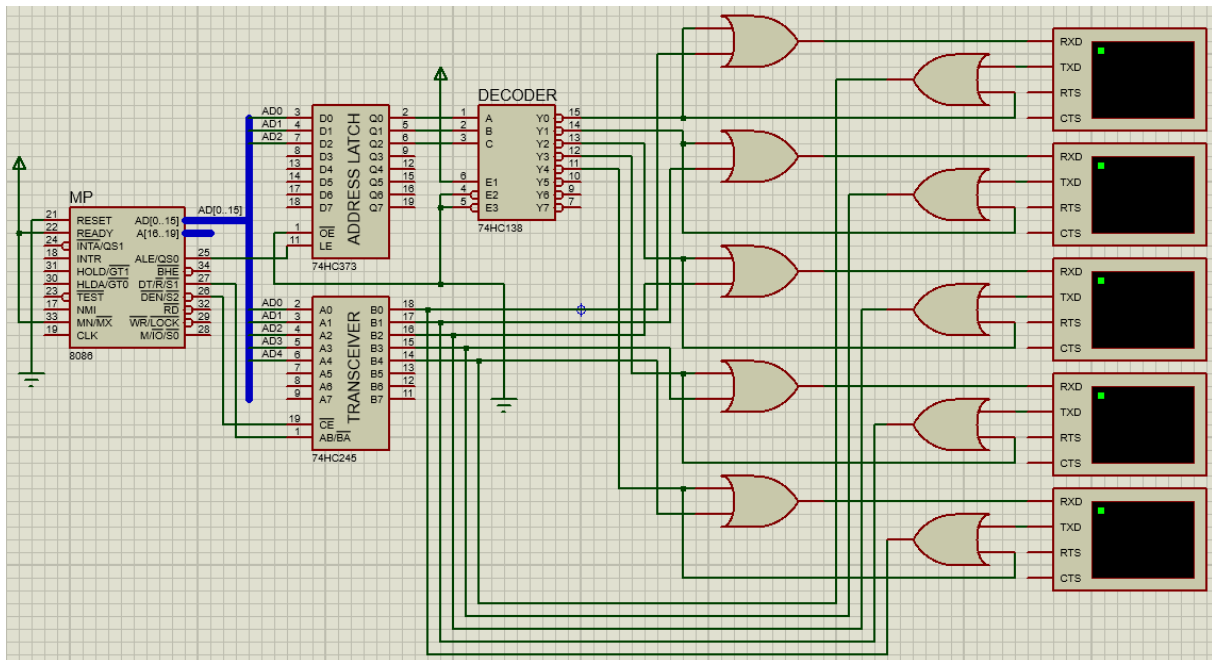 MP
21 RESET
22 READY
24 INTA/QS1
18 INTR
31 HOLD/GT1
30 HLDA/GT0
23 TEST
17 NMI
33 MN/MX
19 CLK
AD[0..15]
A[16..19]
ALE/QS0 25
BHE 34
DT/R/S1 27
DEN/S2 26
RD 32
WR/LOCK 29
M/IO/S0 28
8086
AD[0..15]
AD0 3 D0 Q0 2
AD1 4 D1 Q1 5
AD2 7 D2 Q2 6
8 D3 Q3 9
13 D4 Q4 12
14 D5 Q5 15
17 D6 Q6 16
18 D7 Q7 19
1 OE
11 LE
ADDRESS LATCH
74HC373
AD0 2 A0 B0 18
AD1 3 A1 B1 17
AD2 4 A2 B2 16
AD3 5 A3 B3 15
AD4 6 A4 B4 14
7 A5 B5 13
8 A6 B6 12
9 A7 B7 11
19 CE
1 AB/BA
TRANSCEIVER
74HC245
DECODER
1 A Y0 15
2 B Y1 14
3 C Y2 13
Y3 12
Y4 11
6 E1 Y5 10
4 E2 Y6 9
5 E3 Y7 7
74HC138
RXD
TXD
RTS
CTS
RXD
TXD
RTS
CTS
RXD
TXD
RTS
CTS
RXD
TXD
RTS
CTS
RXD
TXD
RTS
CTS